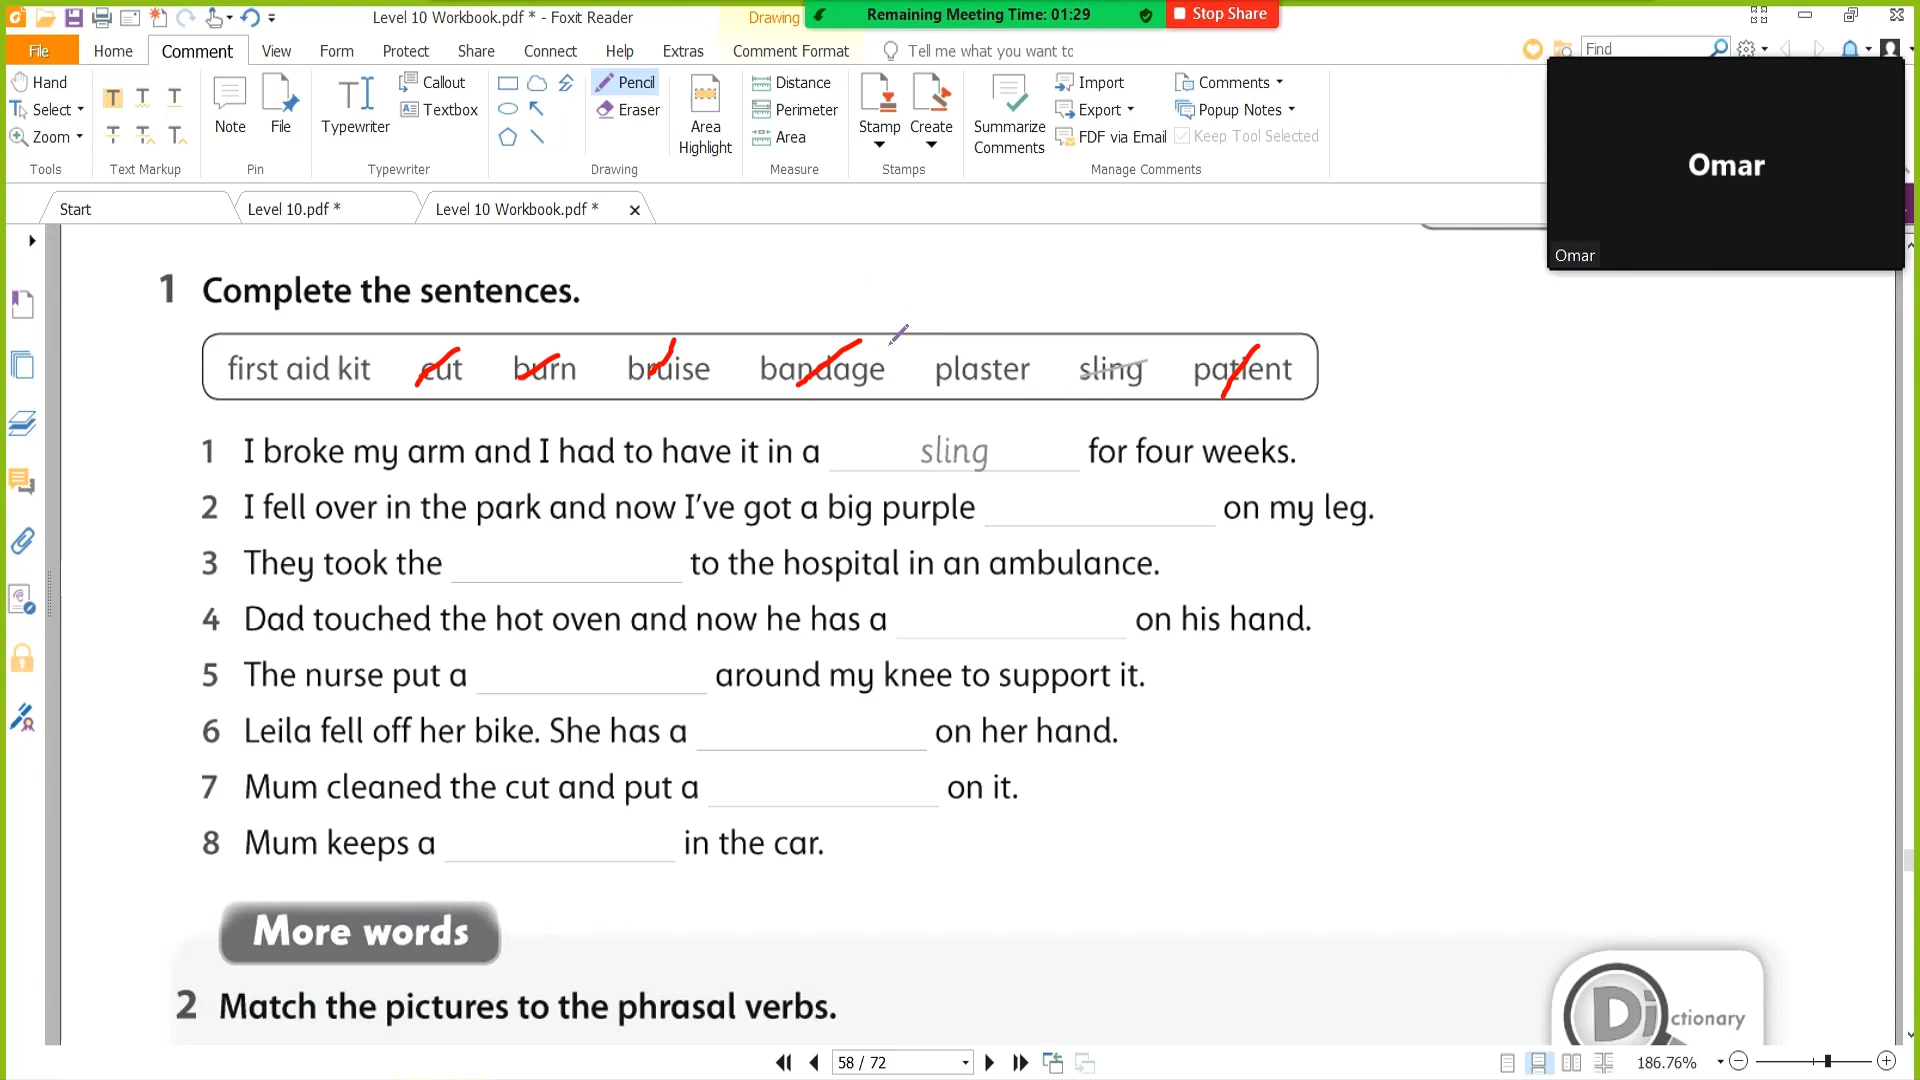 Level 10 Workbook.pdf * - Foxit Reader
Drawing
Remaining Meeting Time: 01:29
Stop Share
File
Home
Comment
View
Form
Protect
Share
Connect
Help
Extras
Comment Format
Tell me what you want to
Find
Hand
Select
Zoom
Tools
Text Markup
Note
File
Pin
Typewriter
Callout
Textbox
Typewriter
Pencil
Eraser
Area Highlight
Drawing
Distance
Perimeter
Area
Measure
Stamp
Create
Stamps
Summarize Comments
Import
Export
FDF via Email
Comments
Popup Notes
Keep Tool Selected
Manage Comments
Omar
Omar
Start
Level 10.pdf *
Level 10 Workbook.pdf *
1 Complete the sentences.
first aid kit cut burn bruise bandage plaster sling patient
1 I broke my arm and I had to have it in a sling for four weeks.
2 I fell over in the park and now I've got a big purple ____ on my leg.
3 They took the ____ to the hospital in an ambulance.
4 Dad touched the hot oven and now he has a ____ on his hand.
5 The nurse put a ____ around my knee to support it.
6 Leila fell off her bike. She has a ____ on her hand.
7 Mum cleaned the cut and put a ____ on it.
8 Mum keeps a ____ in the car.
More words
2 Match the pictures to the phrasal verbs.
Dictionary
58 / 72
186.76%